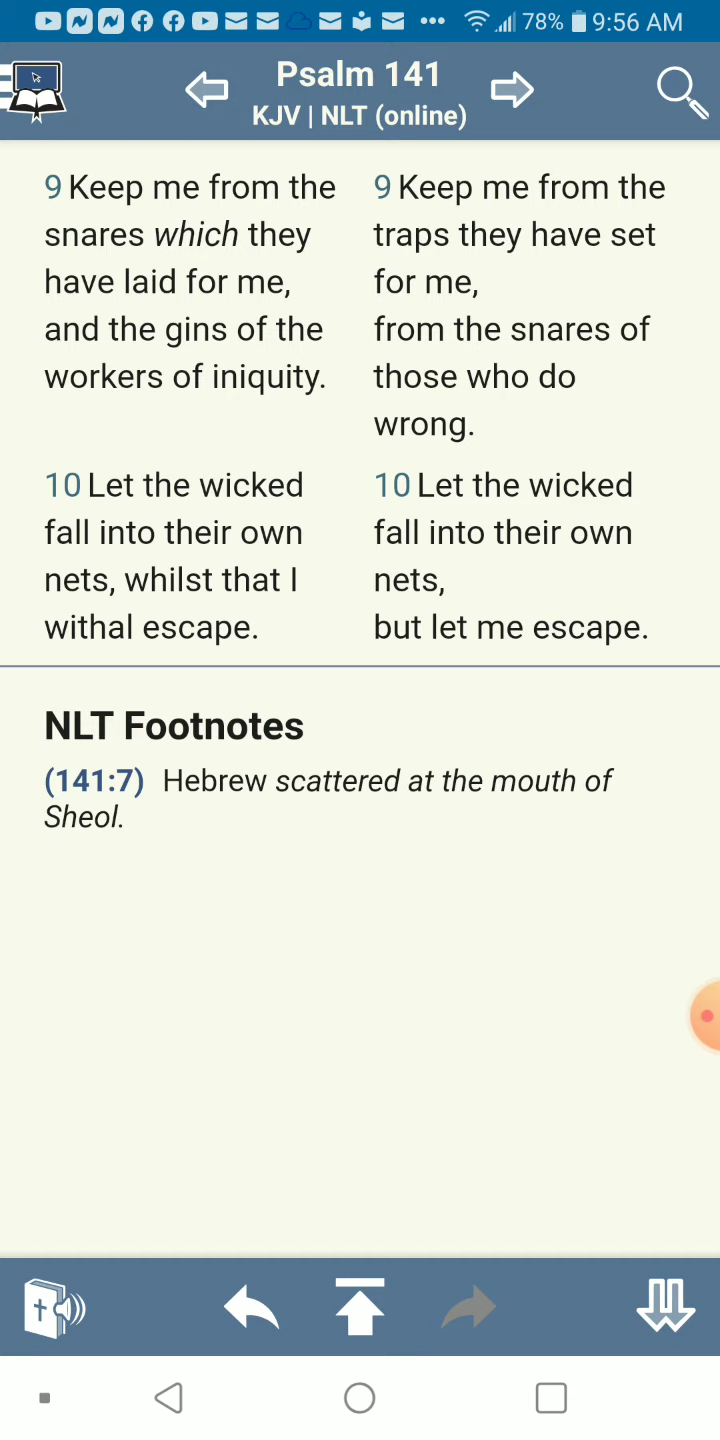 78% 9:56 AM
Psalm 141
KJV | NLT (online)
9 Keep me from the
snares which they
have laid for me,
and the gins of the
workers of iniquity.
9 Keep me from the
traps they have set
for me,
from the snares of
those who do
wrong.
10 Let the wicked
fall into their own
nets, whilst that I
withal escape.
10 Let the wicked
fall into their own
nets,
but let me escape.
NLT Footnotes
(141:7) Hebrew scattered at the mouth of
Sheol.